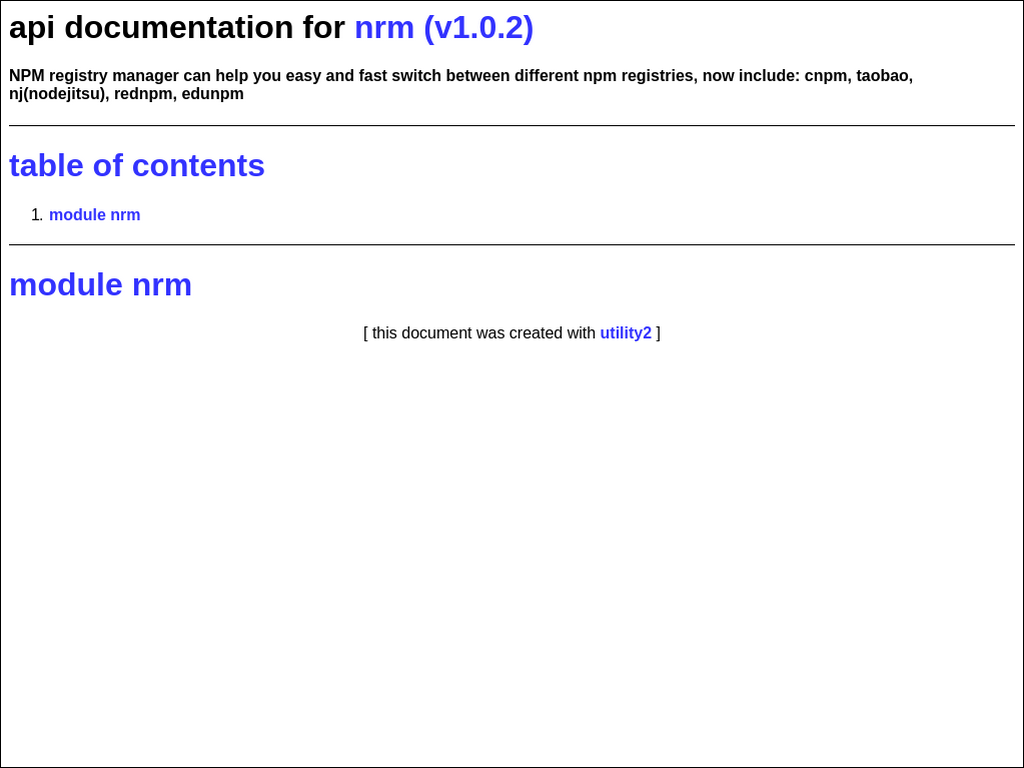 api documentation for nrm (v1.0.2)
NPM registry manager can help you easy and fast switch between different npm registries, now include: cnpm, taobao,
nj(nodejitsu), rednpm, edunpm
table of contents
1. module nrm
module nrm
[ this document was created with utility2 ]